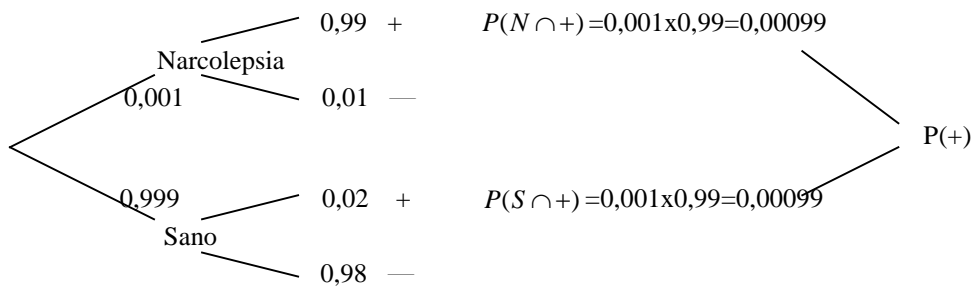 0,99 + P(N ∩ +) =0,001x0,99=0,00099
Narcolepsia
0,001 0,01 —
P(+)
0,999 0,02 + P(S ∩ +) =0,001x0,99=0,00099
Sano
0,98 —